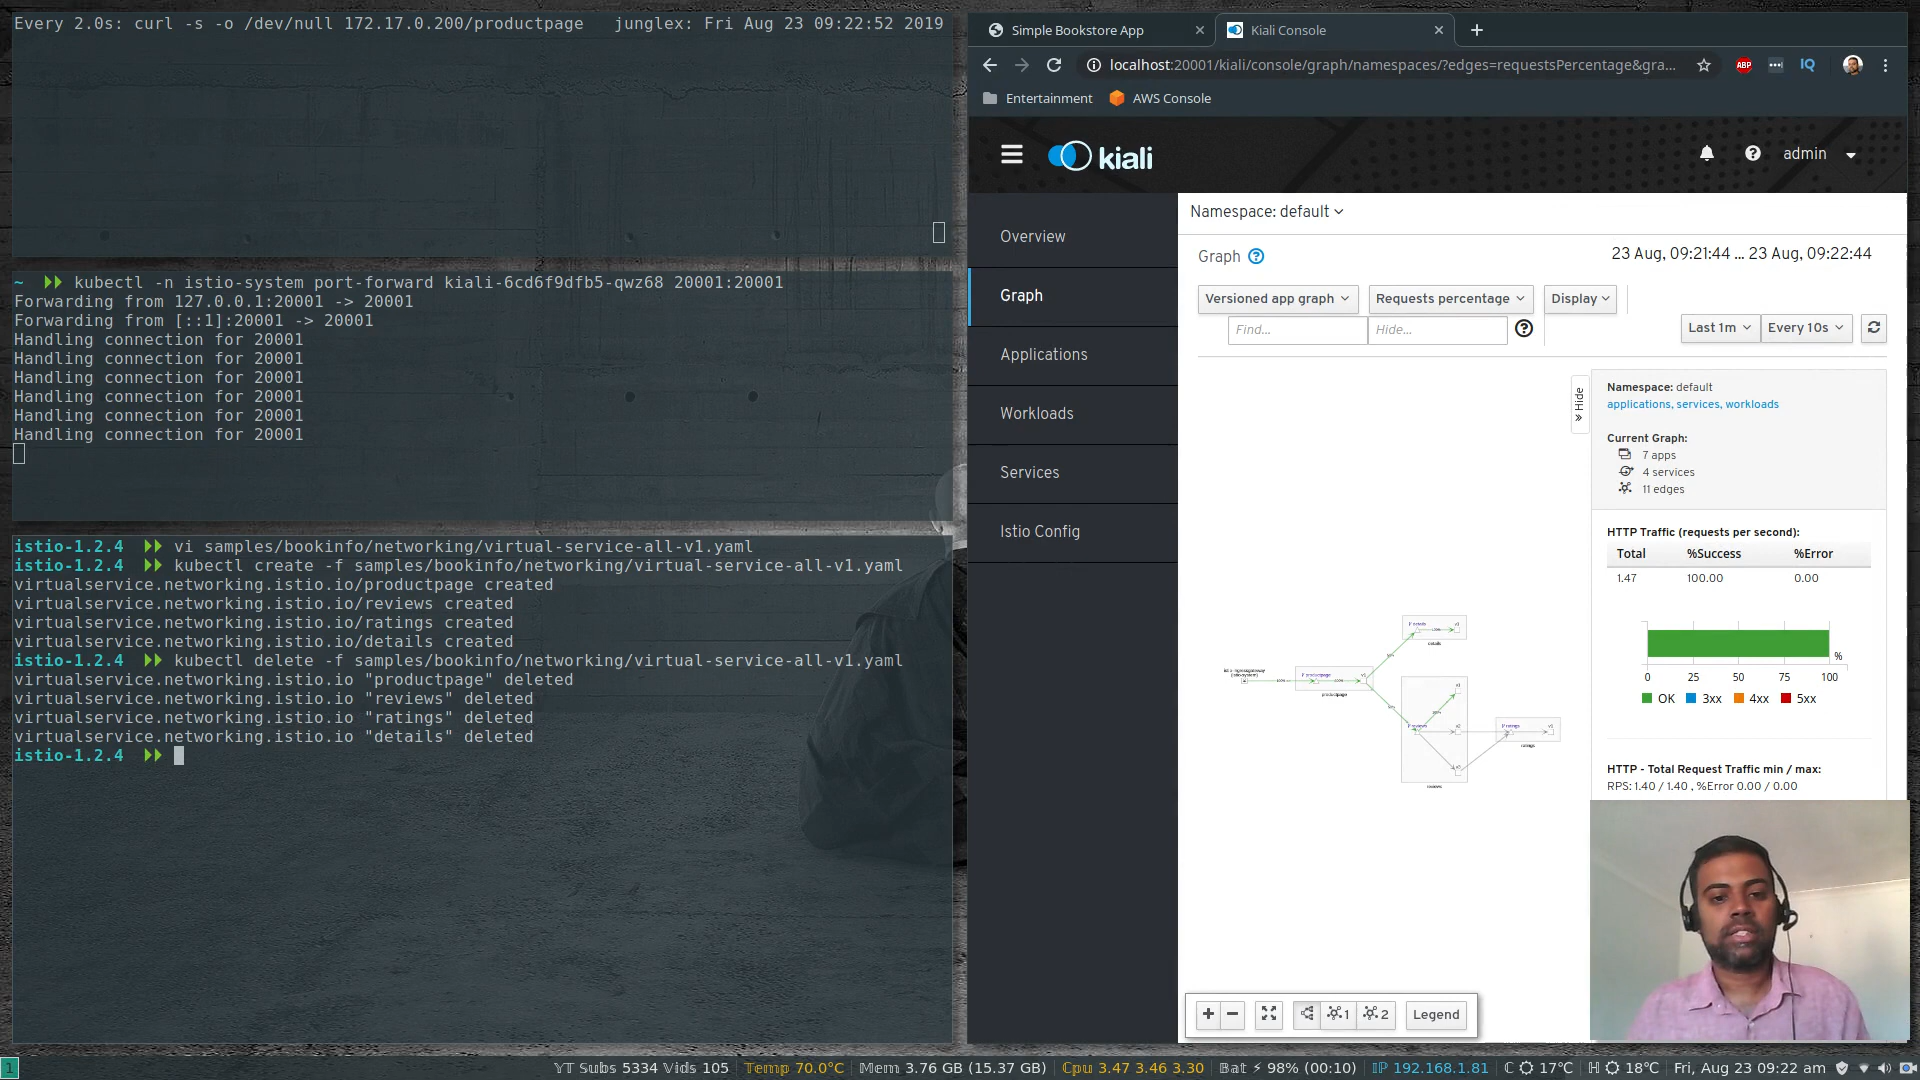 Every 2.0s: curl -s -o /dev/null 172.17.0.200/productpage   junglex: Fri Aug 23 09:22:52 2019
~ kubectl -n istio-system port-forward kiali-6cd6f9dfb5-qwz68 20001:20001
Forwarding from 127.0.0.1:20001 -> 20001
Forwarding from [::1]:20001 -> 20001
Handling connection for 20001
Handling connection for 20001
Handling connection for 20001
Handling connection for 20001
Handling connection for 20001
Handling connection for 20001
istio-1.2.4 vi samples/bookinfo/networking/virtual-service-all-v1.yaml
istio-1.2.4 kubectl create -f samples/bookinfo/networking/virtual-service-all-v1.yaml
virtualservice.networking.istio.io/productpage created
virtualservice.networking.istio.io/reviews created
virtualservice.networking.istio.io/ratings created
virtualservice.networking.istio.io/details created
istio-1.2.4 kubectl delete -f samples/bookinfo/networking/virtual-service-all-v1.yaml
virtualservice.networking.istio.io "productpage" deleted
virtualservice.networking.istio.io "reviews" deleted
virtualservice.networking.istio.io "ratings" deleted
virtualservice.networking.istio.io "details" deleted
istio-1.2.4
Simple Bookstore App
Kiali Console
localhost:20001/kiali/console/graph/namespaces/?edges=requestsPercentage&gra...
ABP
IQ
Entertainment
AWS Console
kiali
admin
Overview
Graph
Applications
Workloads
Services
Istio Config
Namespace: default
Graph
23 Aug, 09:21:44 ... 23 Aug, 09:22:44
Versioned app graph
Requests percentage
Display
Find...
Hide...
Last 1m
Every 10s
Hide
Namespace: default
applications, services, workloads
Current Graph:
7 apps
4 services
11 edges
HTTP Traffic (requests per second):
Total %Success %Error
1.47 100.00 0.00
%
0 25 50 75 100
OK 3xx 4xx 5xx
HTTP - Total Request Traffic min / max:
RPS: 1.40 / 1.40 , %Error 0.00 / 0.00
details
details
productpage
productpage
reviews
reviews
ratings
ratings
1
2
Legend
1
YT Subs 5334 Vids 105 Temp 70.0°C Mem 3.76 GB (15.37 GB) Cpu 3.47 3.46 3.30 Bat 98% (00:10) IP 192.168.1.81 C 17°C H 18°C Fri, Aug 23 09:22 am